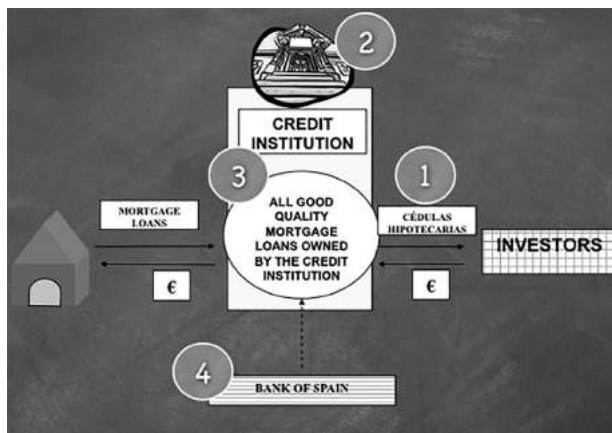 2
CREDIT
INSTITUTION
3
1
ALL GOOD
QUALITY
MORTGAGE
LOANS OWNED
BY THE CREDIT
INSTITUTION
MORTGAGE
LOANS
€
CÉDULAS
HIPOTECARIAS
€
INVESTORS
4
BANK OF SPAIN